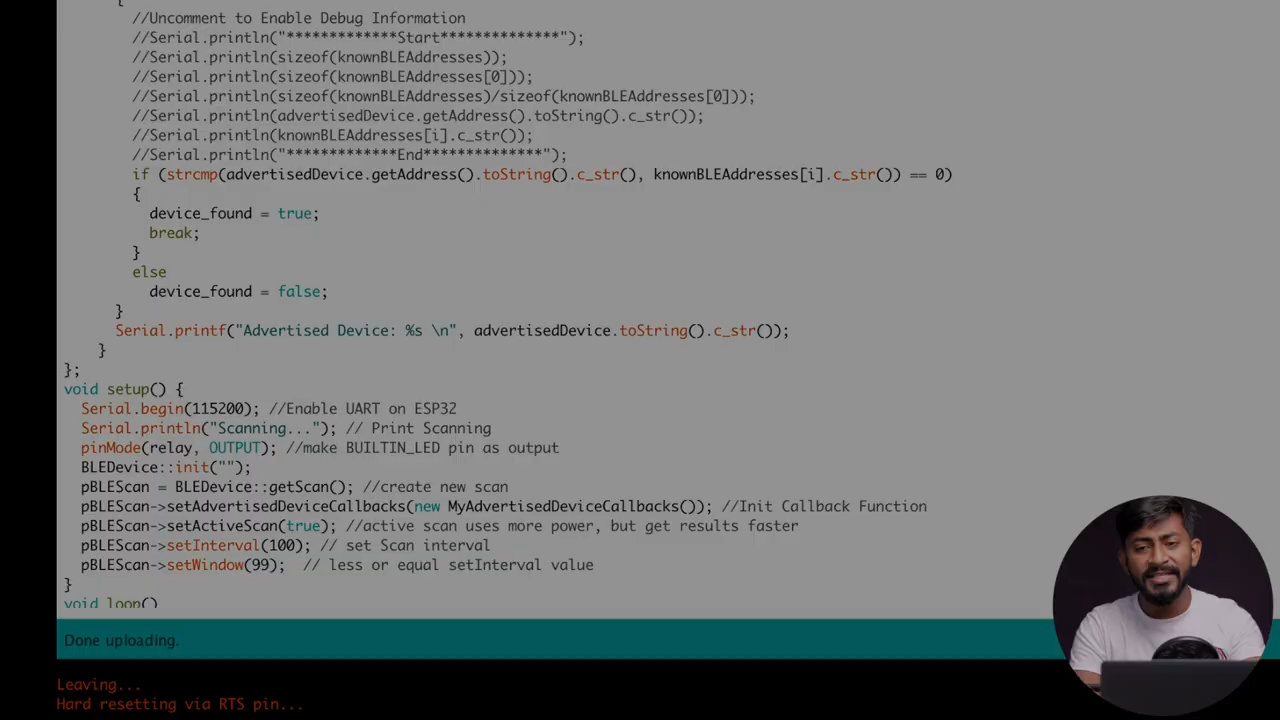 {
//Uncomment to Enable Debug Information
//Serial.println("*************Start**************");
//Serial.println(sizeof(knownBLEAddresses));
//Serial.println(sizeof(knownBLEAddresses[0]));
//Serial.println(sizeof(knownBLEAddresses)/sizeof(knownBLEAddresses[0]));
//Serial.println(advertisedDevice.getAddress().toString().c_str());
//Serial.println(knownBLEAddresses[i].c_str());
//Serial.println("*************End**************");
if (strcmp(advertisedDevice.getAddress().toString().c_str(), knownBLEAddresses[i].c_str()) == 0)
{
device_found = true;
break;
}
else
device_found = false;
}
Serial.printf("Advertised Device: %s \n", advertisedDevice.toString().c_str());
}
};
void setup() {
Serial.begin(115200); //Enable UART on ESP32
Serial.println("Scanning..."); // Print Scanning
pinMode(relay, OUTPUT); //make BUILTIN_LED pin as output
BLEDevice::init("");
pBLEScan = BLEDevice::getScan(); //create new scan
pBLEScan->setAdvertisedDeviceCallbacks(new MyAdvertisedDeviceCallbacks()); //Init Callback Function
pBLEScan->setActiveScan(true); //active scan uses more power, but get results faster
pBLEScan->setInterval(100); // set Scan interval
pBLEScan->setWindow(99);  // less or equal setInterval value
}
void loop()
Done uploading.
Leaving...
Hard resetting via RTS pin...